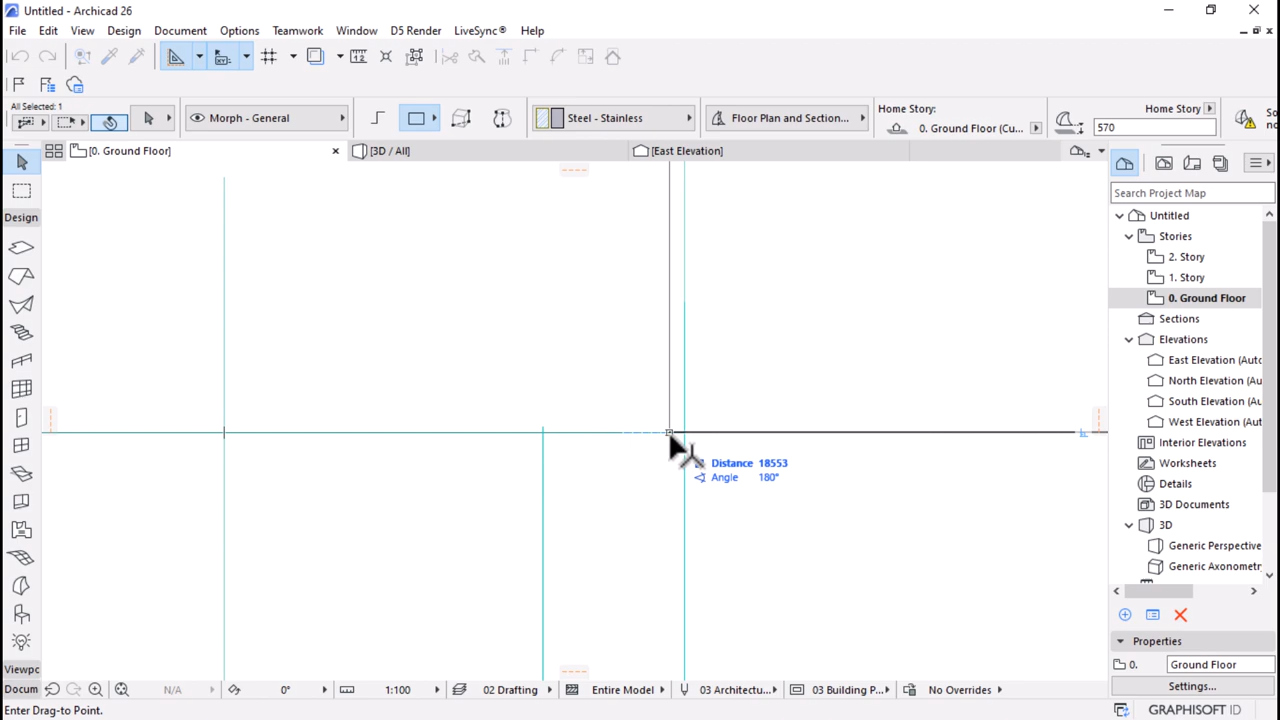 Untitled - Archicad 26
File Edit View Design Document Options Teamwork Window D5 Render LiveSync® Help
All Selected: 1
Morph - General
Steel - Stainless
Floor Plan and Section...
Home Story:
0. Ground Floor (Cu...
Home Story
570
[0. Ground Floor]
[3D / All]
[East Elevation]
Design
Search Project Map
Untitled
Stories
2. Story
1. Story
0. Ground Floor
Sections
Elevations
East Elevation (Auto
North Elevation (Au
South Elevation (Au
West Elevation (Aut
Interior Elevations
Worksheets
Details
3D Documents
3D
Generic Perspective
Generic Axonometr
Distance 18553
Angle 180°
Properties
0. Ground Floor
Settings...
Viewpc
Docum
N/A
0°
1:100
02 Drafting
Entire Model
03 Architectu...
03 Building P...
No Overrides
Enter Drag-to Point.
GRAPHISOFT ID